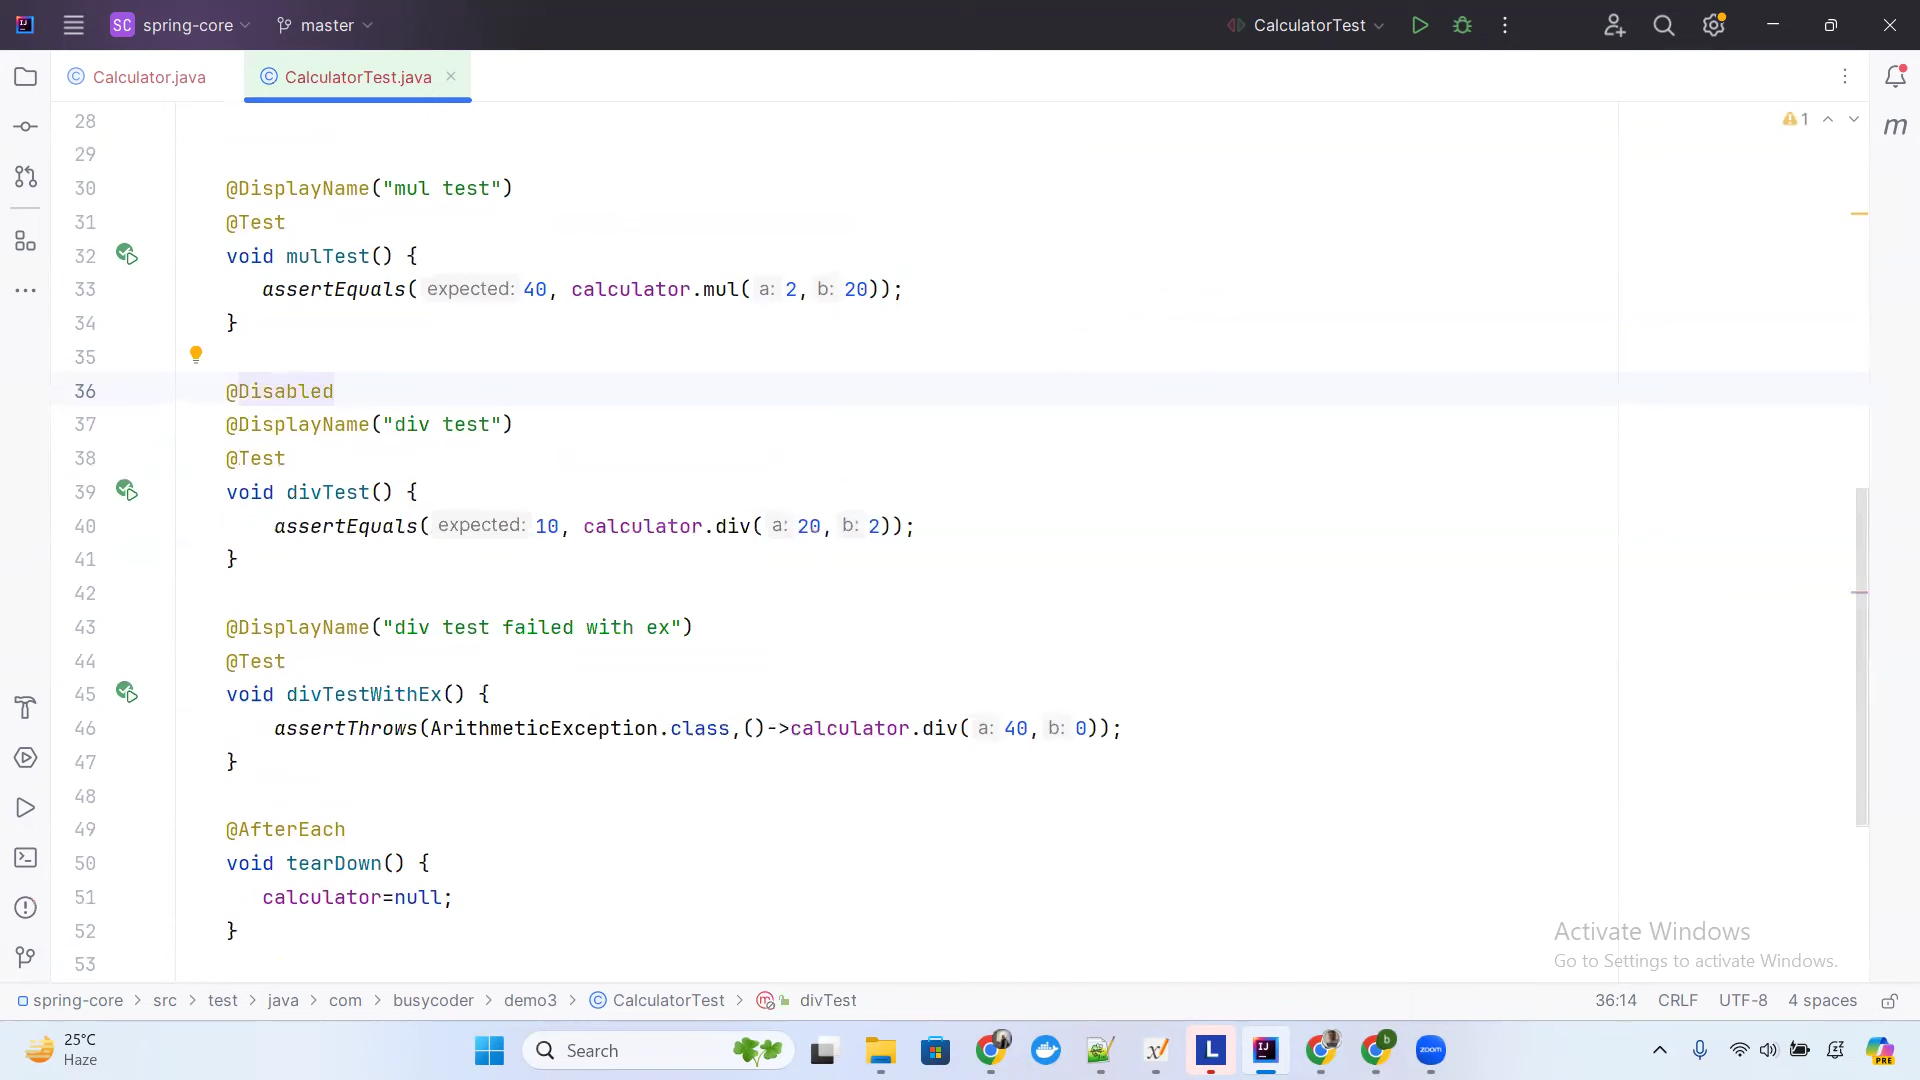 SC spring-core master CalculatorTest
Calculator.java CalculatorTest.java
1
m
28
29
30 @DisplayName("mul test")
31 @Test
32 void mulTest() {
33 assertEquals( expected: 40, calculator.mul( a: 2, b: 20));
34 }
35
36 @Disabled
37 @DisplayName("div test")
38 @Test
39 void divTest() {
40 assertEquals( expected: 10, calculator.div( a: 20, b: 2));
41 }
42
43 @DisplayName("div test failed with ex")
44 @Test
45 void divTestWithEx() {
46 assertThrows(ArithmeticException.class,()->calculator.div( a: 40, b: 0));
47 }
48
49 @AfterEach
50 void tearDown() {
51 calculator=null;
52 }
53
Activate Windows
Go to Settings to activate Windows.
spring-core > src > test > java > com > busycoder > demo3 > CalculatorTest > divTest 36:14 CRLF UTF-8 4 spaces
25°C
Haze
Search
L
zoom
PRE